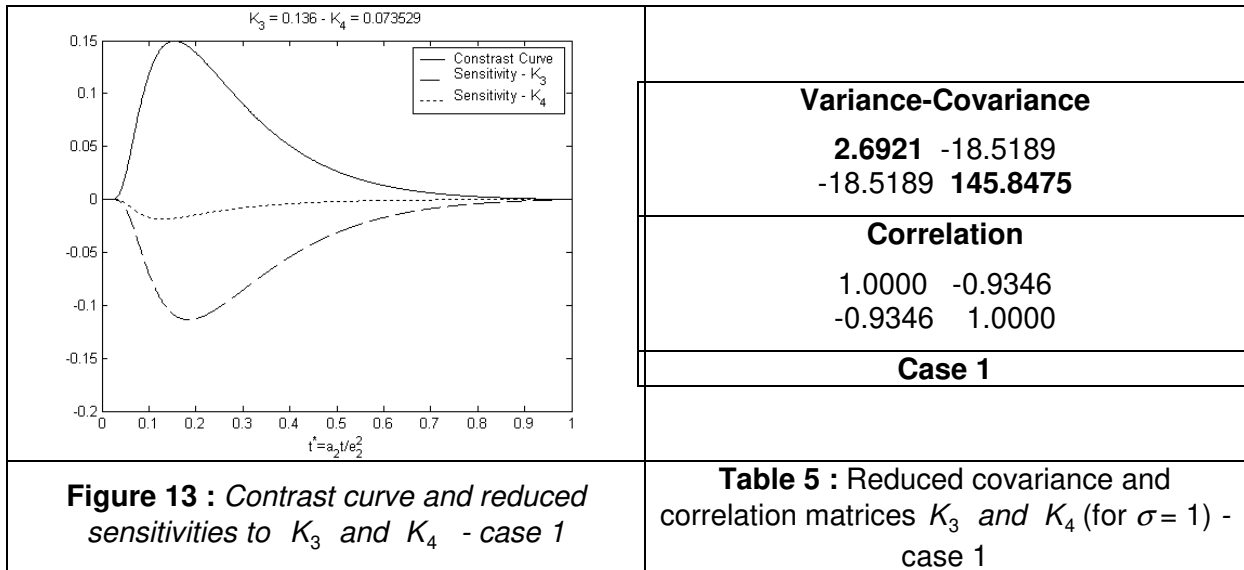 K3 = 0.136 - K4 = 0.073529
0.15
0.1
0.05
0
-0.05
-0.1
-0.15
-0.2
Constrast Curve
Sensitivity - K3
Sensitivity - K4
0 0.1 0.2 0.3 0.4 0.5 0.6 0.7 0.8 0.9 1
t*=a2t/e2^2
Figure 13 : Contrast curve and reduced
sensitivities to K3 and K4 - case 1
Variance-Covariance
2.6921 -18.5189
-18.5189 145.8475
Correlation
1.0000 -0.9346
-0.9346 1.0000
Case 1
Table 5 : Reduced covariance and
correlation matrices K3 and K4 (for σ = 1) -
case 1